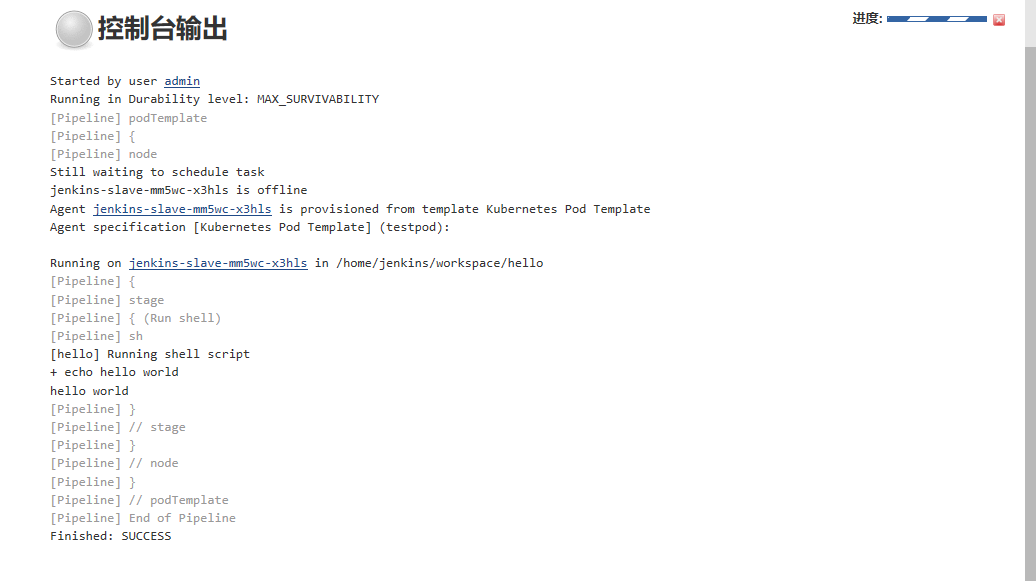 控制台输出
进度:
Started by user admin
Running in Durability level: MAX_SURVIVABILITY
[Pipeline] podTemplate
[Pipeline] {
[Pipeline] node
Still waiting to schedule task
jenkins-slave-mm5wc-x3hls is offline
Agent jenkins-slave-mm5wc-x3hls is provisioned from template Kubernetes Pod Template
Agent specification [Kubernetes Pod Template] (testpod):
Running on jenkins-slave-mm5wc-x3hls in /home/jenkins/workspace/hello
[Pipeline] {
[Pipeline] stage
[Pipeline] { (Run shell)
[Pipeline] sh
[hello] Running shell script
+ echo hello world
hello world
[Pipeline] }
[Pipeline] // stage
[Pipeline] }
[Pipeline] // node
[Pipeline] }
[Pipeline] // podTemplate
[Pipeline] End of Pipeline
Finished: SUCCESS